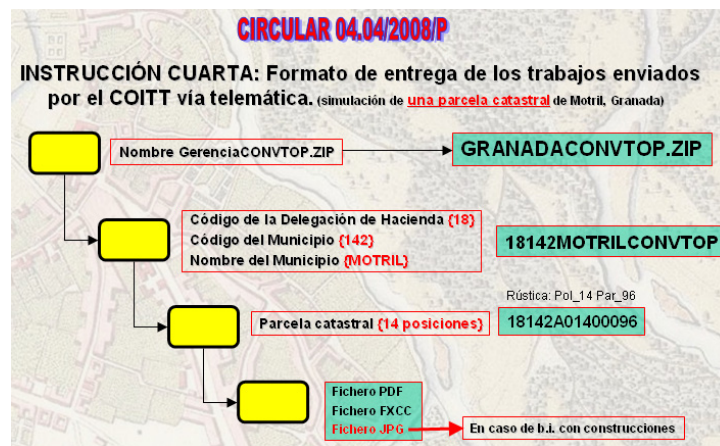 CIRCULAR 04.04/2008/P
INSTRUCCIÓN CUARTA: Formato de entrega de los trabajos enviados
por el COITT vía telemática. (simulación de una parcela catastral de Motril, Granada)
Nombre GerenciaCONVTOP.ZIP
GRANADACONVTOP.ZIP
Código de la Delegación de Hacienda {18}
Código del Municipio {142}
Nombre del Municipio {MOTRIL}
18142MOTRILCONVTOP
Rústica: Pol_14 Par_96
Parcela catastral {14 posiciones}
18142A01400096
Fichero PDF
Fichero FXCC
Fichero JPG
En caso de b.i. con construcciones